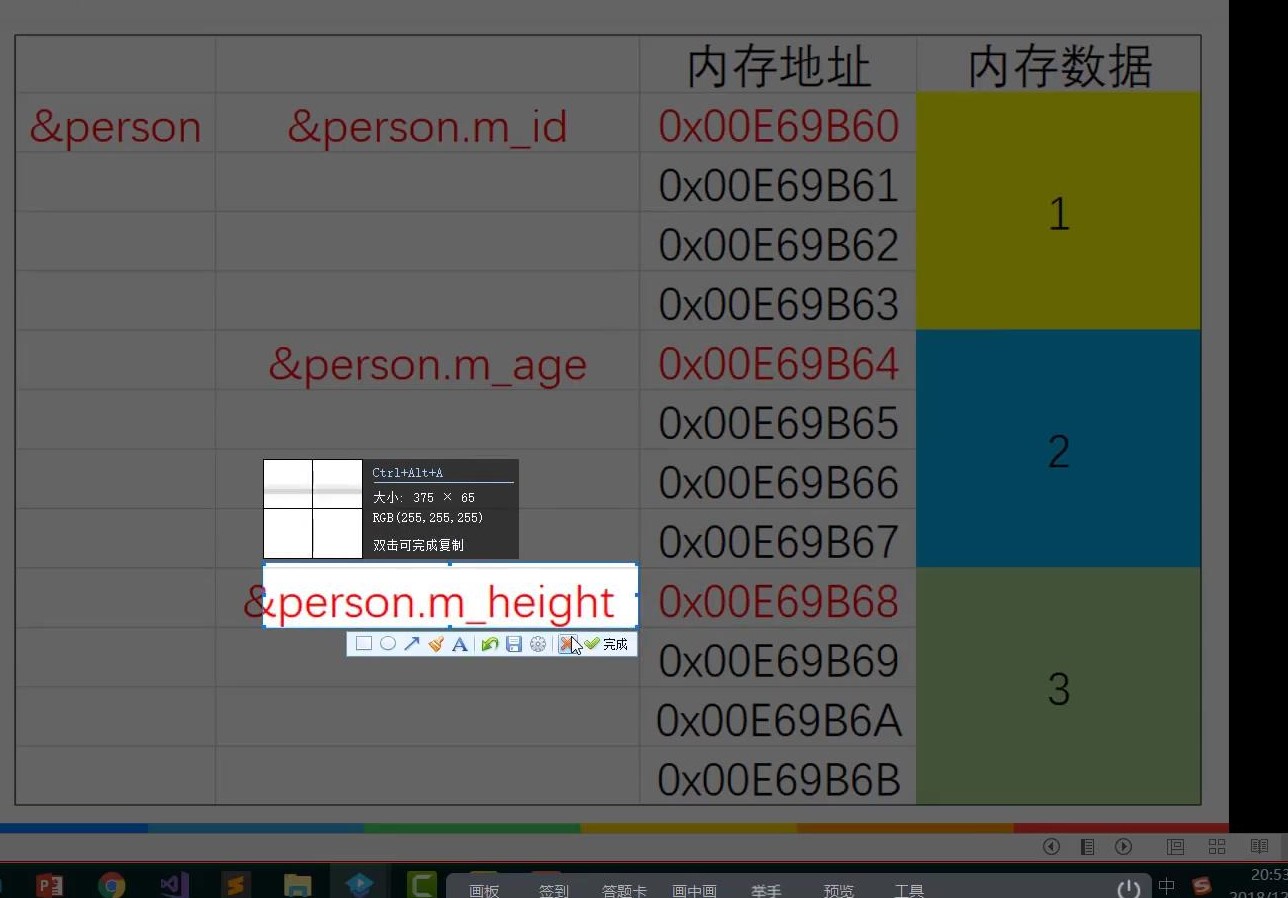 内存地址 内存数据
&person &person.m_id 0x00E69B60
0x00E69B61
1
0x00E69B62
0x00E69B63
&person.m_age 0x00E69B64
0x00E69B65
2
Ctrl+Alt+A
大小: 375 × 65
0x00E69B66
RGB(255,255,255)
双击可完成复制
0x00E69B67
&person.m_height 0x00E69B68
A 完成
0x00E69B69
3
0x00E69B6A
0x00E69B6B
20:53
画板 签到 答题卡 画中画 举手 预览 工具
中
2018/12